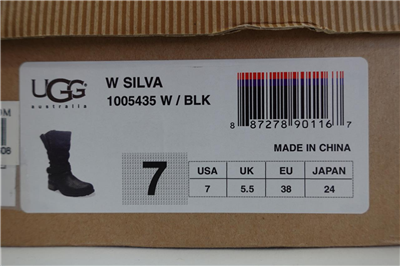 UGG
australia
W SILVA
1005435 W / BLK
8 87278 90116 7
MADE IN CHINA
7
USA UK EU JAPAN
7 5.5 38 24